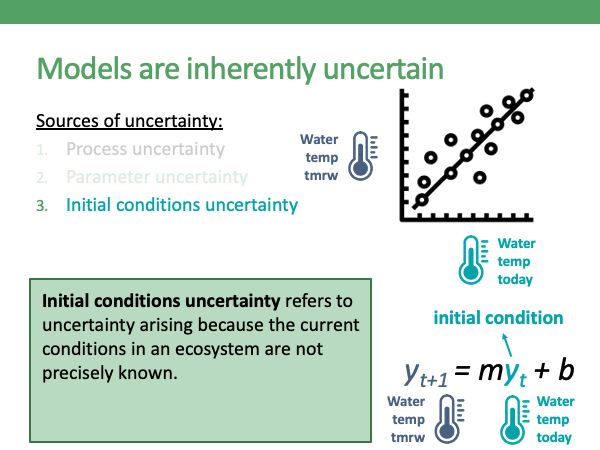 Models are inherently uncertain
Sources of uncertainty:
1. Process uncertainty
2. Parameter uncertainty
3. Initial conditions uncertainty
Water
temp
tmrw
Water
temp
today
Initial conditions uncertainty refers to
uncertainty arising because the current
conditions in an ecosystem are not
precisely known.
initial condition
yt+1 = myt + b
Water
temp
tmrw
Water
temp
today